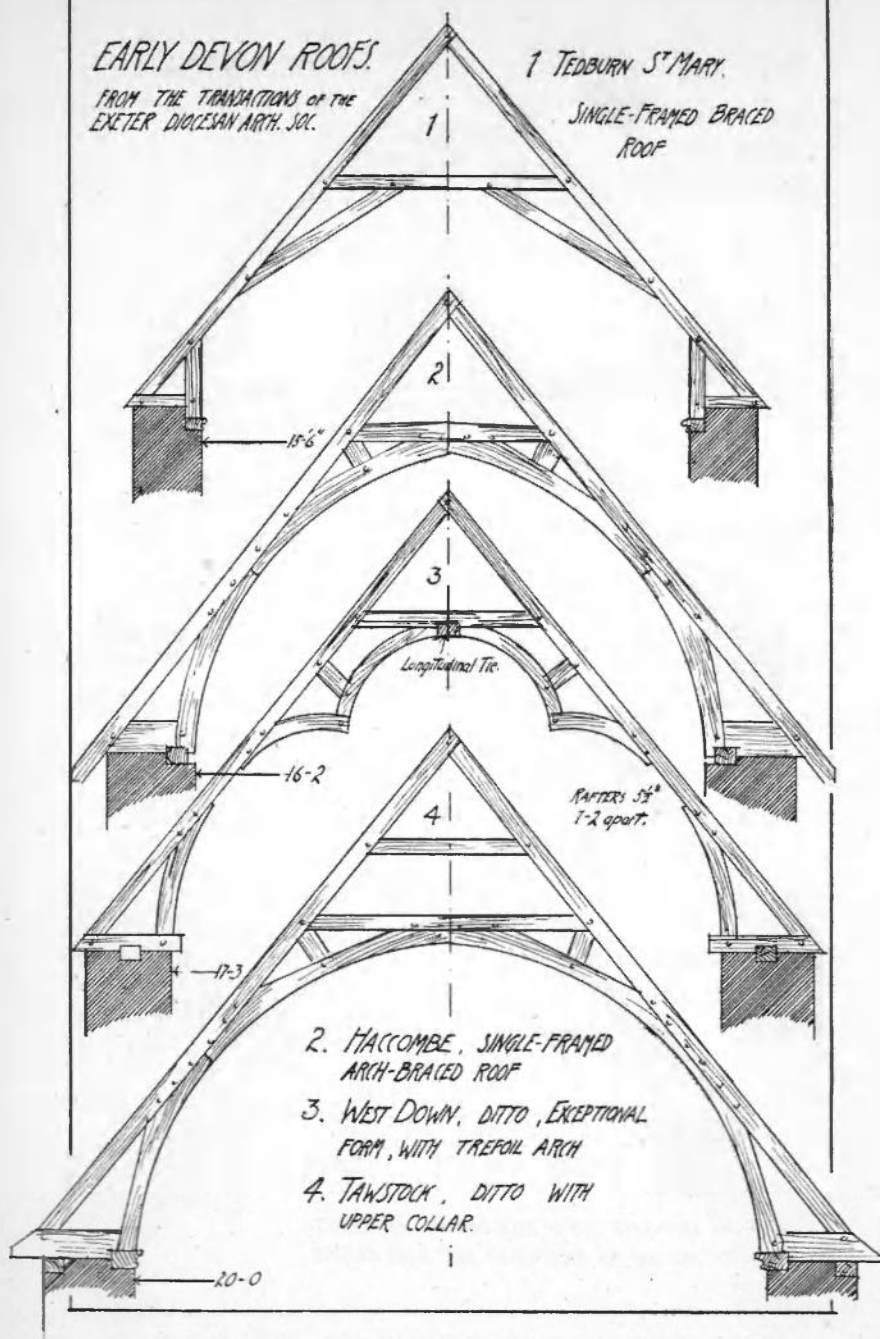 EARLY DEVON ROOFS.
FROM THE TRANSACTIONS OF THE
EXETER DIOCESAN ARCH. SOC.
1 TEDBURN ST MARY.
SINGLE-FRAMED BRACED
ROOF
1
2
15'-6"
3
Longitudinal Tie.
16-2
RAFTERS 5½"
1-2 apart.
4
17-3
2. HACCOMBE, SINGLE-FRAMED
ARCH-BRACED ROOF
3. WEST DOWN, DITTO, EXCEPTIONAL
FORM, WITH TREFOIL ARCH
4. TAWSTOCK, DITTO WITH
UPPER COLLAR.
20-0